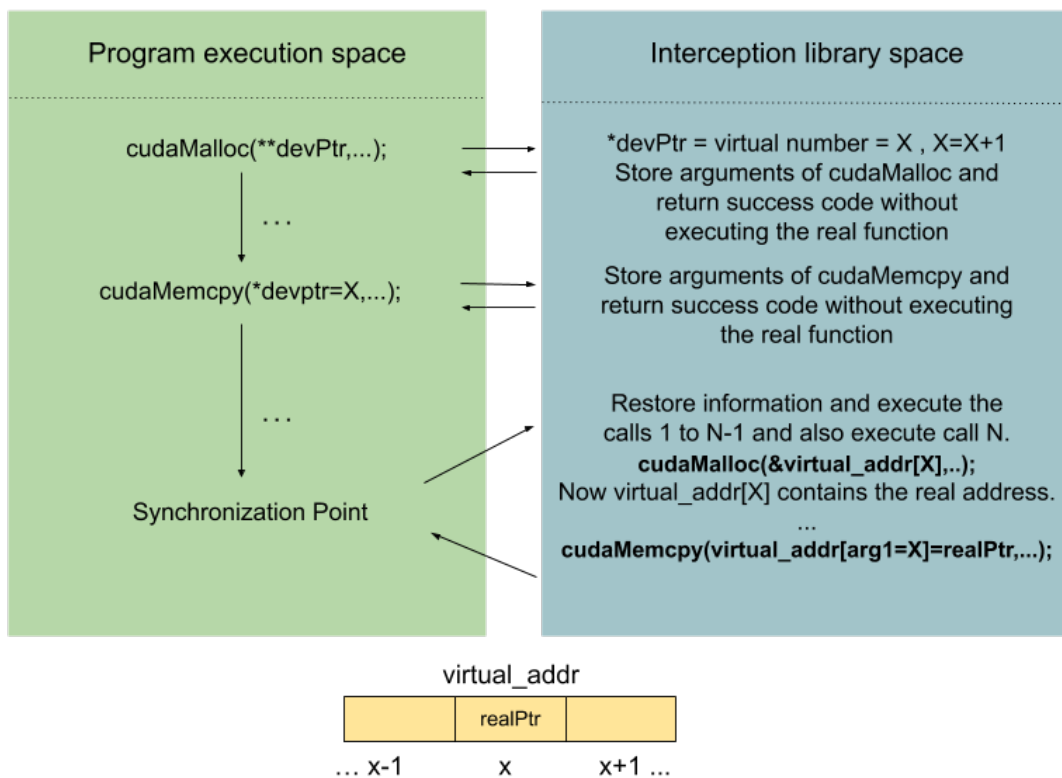 Program execution space
cudaMalloc(**devPtr,...);
...
cudaMemcpy(*devptr=X,...);
...
Synchronization Point
Interception library space
*devPtr = virtual number = X , X=X+1
Store arguments of cudaMalloc and
return success code without
executing the real function
Store arguments of cudaMemcpy and
return success code without executing
the real function
Restore information and execute the
calls 1 to N-1 and also execute call N.
cudaMalloc(&virtual_addr[X],..);
Now virtual_addr[X] contains the real address.
...
cudaMemcpy(virtual_addr[arg1=X]=realPtr,...);
virtual_addr
realPtr
... x-1 x x+1 ...